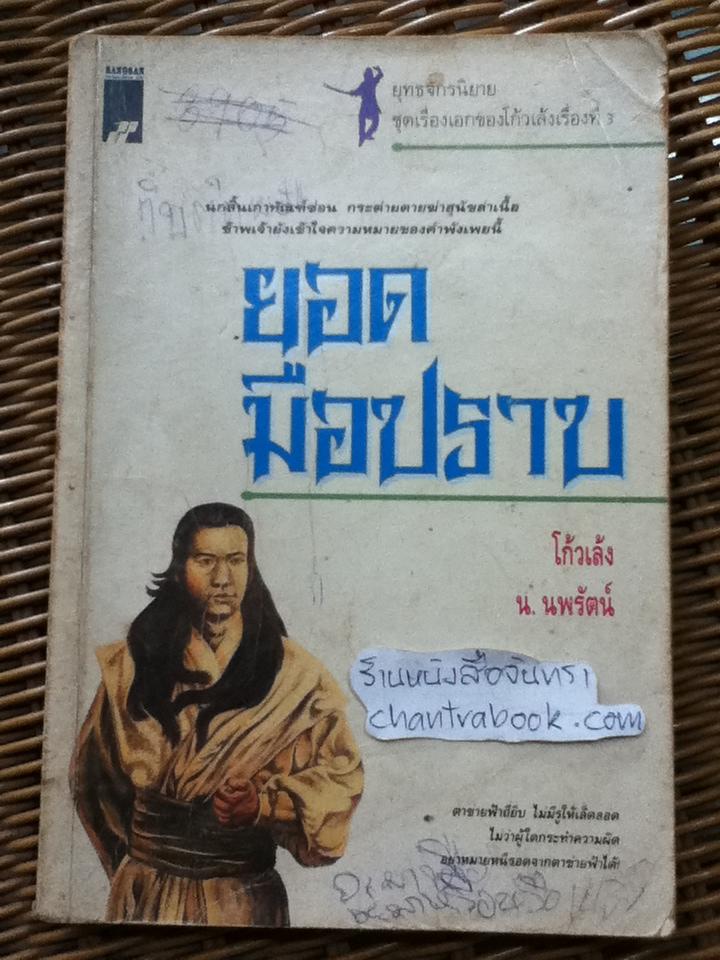 SANGSAN
8906
ยุทธจักรนิยาย
ชุดเรื่องเอกของโก้วเล้งเรื่องที่ 3
นกสิ้นเกาทัณฑ์ซ่อน กระต่ายตายฆ่าสุนัขล่าเนื้อ
ข้าพเจ้ายังเข้าใจความหมายของคำพังเพยนี้
ยอด
มือปราบ
โก้วเล้ง
น. นพรัตน์
ร้านหนังสือจันทรา
chantrabook.com
ตาข่ายฟ้าถี่ยิบ ไม่มีรูให้เล็ดลอด
ไม่ว่าผู้ใดกระทำความผิด
อย่าหมายหนีรอดจากตาข่ายฟ้าได้!